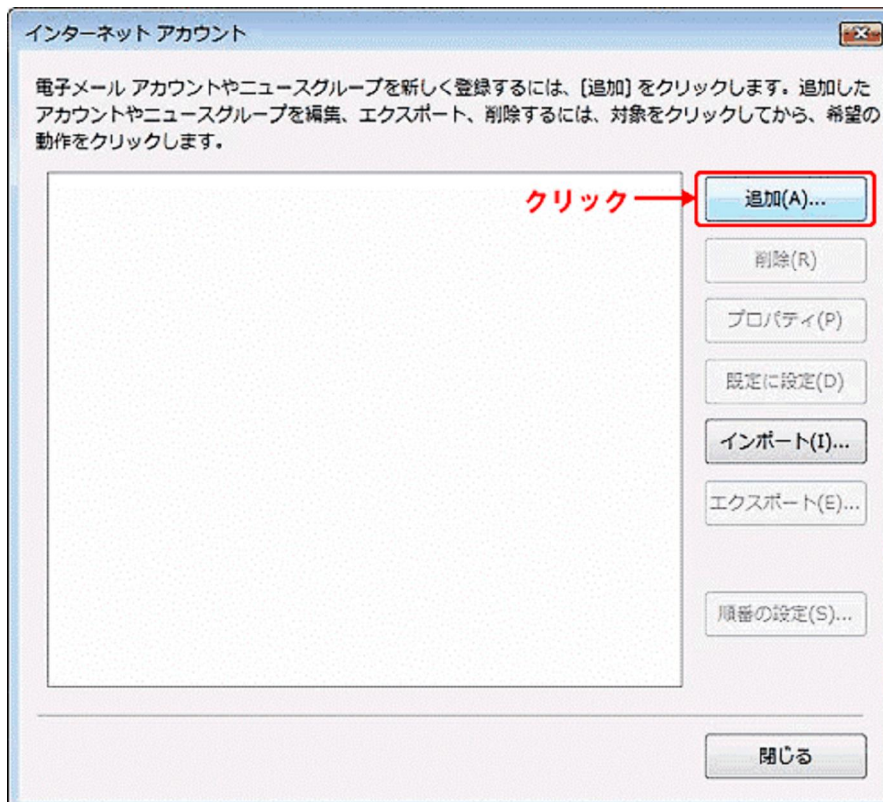 インターネット アカウント
電子メール アカウントやニュースグループを新しく登録するには、[追加] をクリックします。追加した
アカウントやニュースグループを編集、エクスポート、削除するには、対象をクリックしてから、希望の
動作をクリックします。
クリック
追加(A)...
削除(R)
プロパティ(P)
既定に設定(D)
インポート(I)...
エクスポート(E)...
順番の設定(S)...
閉じる